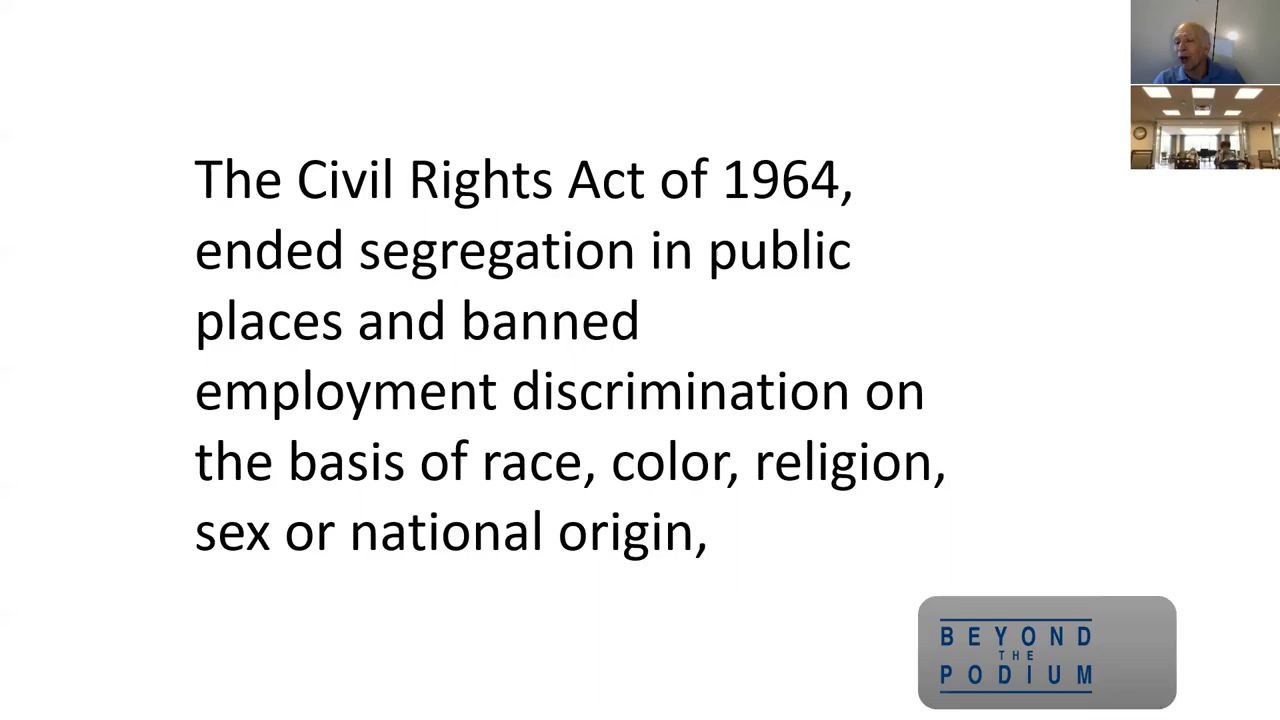 The Civil Rights Act of 1964,
ended segregation in public
places and banned
employment discrimination on
the basis of race, color, religion,
sex or national origin,
BEYOND
THE
PODIUM